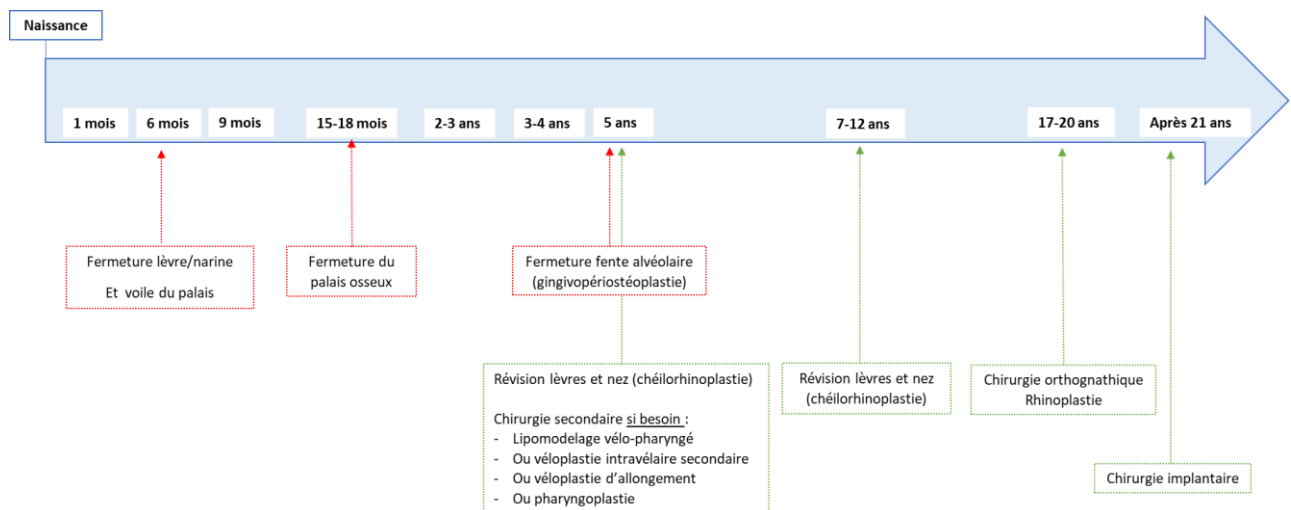 Naissance
1 mois
6 mois
9 mois
15-18 mois
2-3 ans
3-4 ans
5 ans
7-12 ans
17-20 ans
Après 21 ans
Fermeture lèvre/narine
Et voile du palais
Fermeture du
palais osseux
Fermeture fente alvéolaire
(gingivopériostéoplastie)
Révision lèvres et nez (chéilorhinoplastie)
Chirurgie secondaire si besoin :
- Lipomodelage vélo-pharyngé
- Ou véloplastie intravélaire secondaire
- Ou véloplastie d'allongement
- Ou pharyngoplastie
Révision lèvres et nez
(chéilorhinoplastie)
Chirurgie orthognathique
Rhinoplastie
Chirurgie implantaire